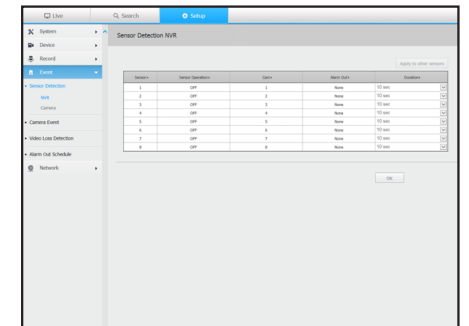 Live
Search
Setup
System
Device
Record
Event
Sensor Detection
NVR
Camera
Camera Event
Video Loss Detection
Alarm Out Schedule
Network
Sensor Detection NVR
Apply to other sensors
Sensor Sensor Operation Cam Alarm Out Duration
1 OFF 1 None 10 sec
2 OFF 2 None 10 sec
3 OFF 3 None 10 sec
4 OFF 4 None 10 sec
5 OFF 5 None 10 sec
6 OFF 6 None 10 sec
7 OFF 7 None 10 sec
8 OFF 8 None 10 sec
OK